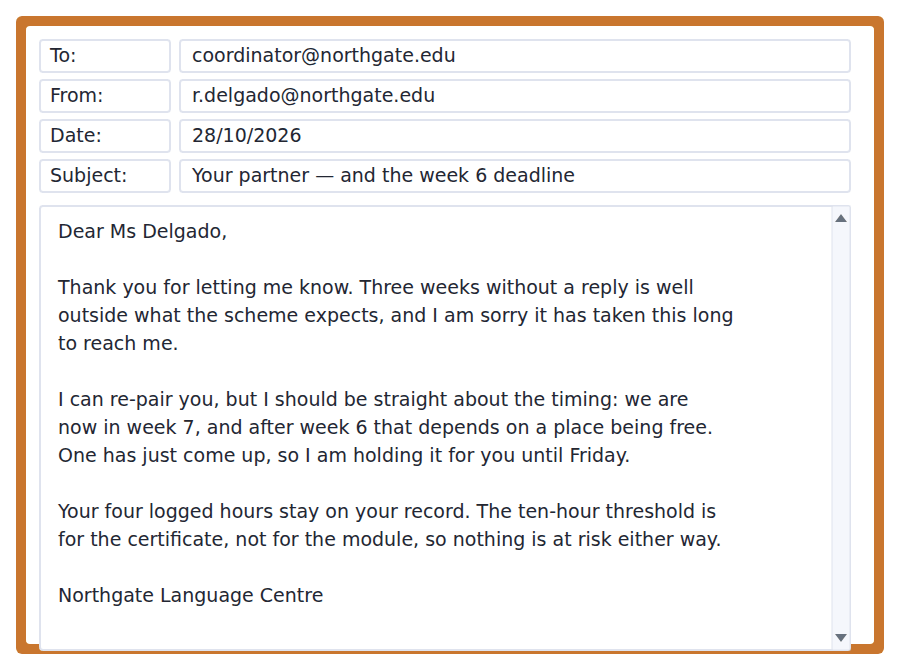 To: coordinator@northgate.edu
From: r.delgado@northgate.edu
Date: 28/10/2026
Subject: Your partner — and the week 6 deadline
Dear Ms Delgado,
Thank you for letting me know. Three weeks without a reply is well
outside what the scheme expects, and I am sorry it has taken this long
to reach me.
I can re-pair you, but I should be straight about the timing: we are
now in week 7, and after week 6 that depends on a place being free.
One has just come up, so I am holding it for you until Friday.
Your four logged hours stay on your record. The ten-hour threshold is
for the certificate, not for the module, so nothing is at risk either way.
Northgate Language Centre